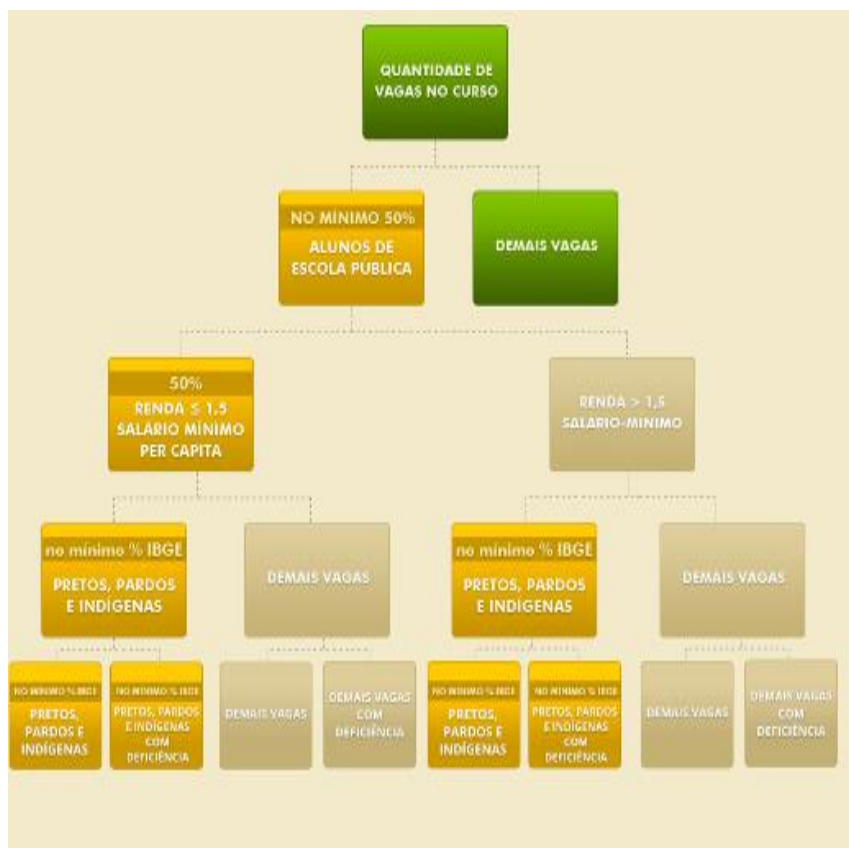 QUANTIDADE DE
VAGAS NO CURSO
NO MÍNIMO 50%
ALUNOS DE
ESCOLA PÚBLICA
DEMAIS VAGAS
50%
RENDA ≤ 1,5
SALÁRIO MÍNIMO
PER CAPITA
RENDA > 1,5
SALÁRIO-MÍNIMO
no mínimo % IBGE
PRETOS, PARDOS
E INDÍGENAS
DEMAIS VAGAS
no mínimo % IBGE
PRETOS, PARDOS
E INDÍGENAS
DEMAIS VAGAS
NO MÍNIMO % IBGE
PRETOS,
PARDOS E
INDÍGENAS
NO MÍNIMO % IBGE
PRETOS, PARDOS
E INDÍGENAS
COM
DEFICIÊNCIA
DEMAIS VAGAS
DEMAIS VAGAS
COM
DEFICIÊNCIA
NO MÍNIMO % IBGE
PRETOS,
PARDOS E
INDÍGENAS
NO MÍNIMO % IBGE
PRETOS, PARDOS
E INDÍGENAS
COM
DEFICIÊNCIA
DEMAIS VAGAS
DEMAIS VAGAS
COM
DEFICIÊNCIA